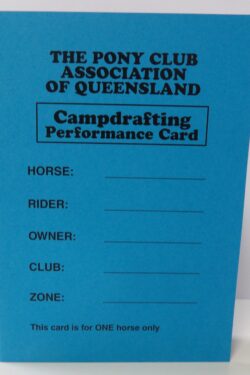 THE PONY CLUB
ASSOCIATION
OF QUEENSLAND
Campdrafting
Performance Card
HORSE:
RIDER:
OWNER:
CLUB:
ZONE:
This card is for ONE horse only